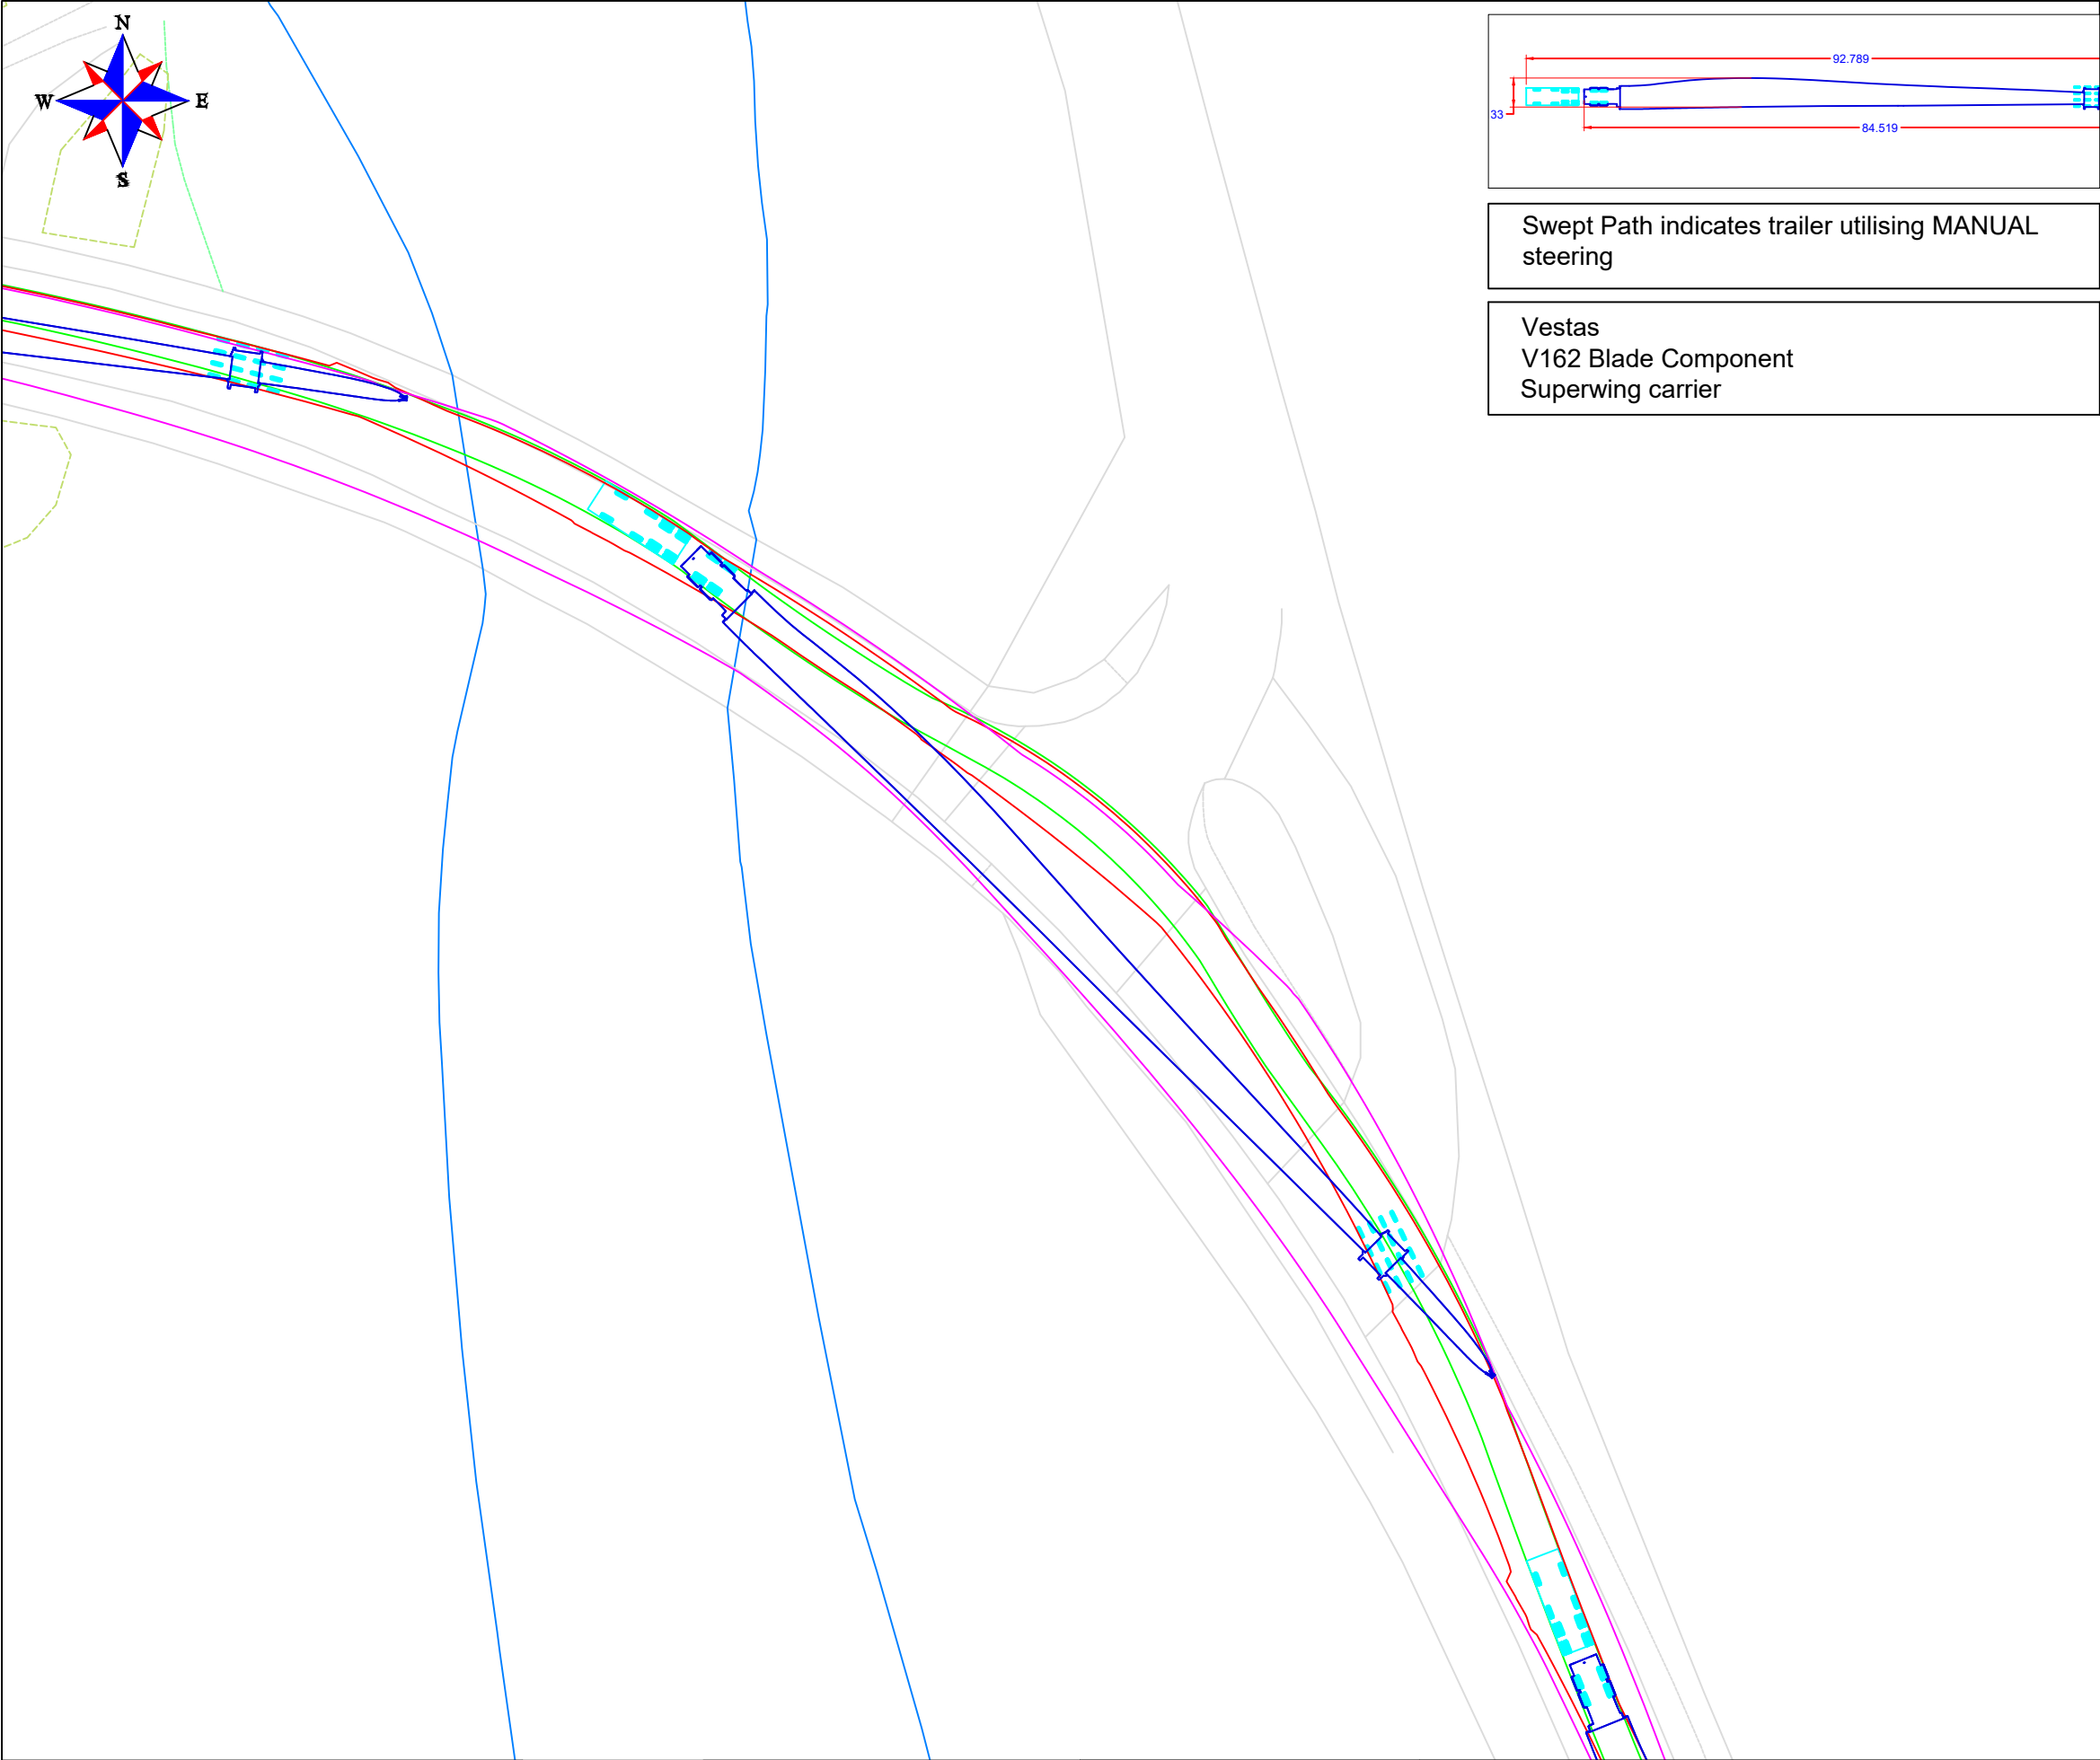 N
W
E
S
92.789
33
84.519
Swept Path indicates trailer utilising MANUAL
steering
Vestas
V162 Blade Component
Superwing carrier